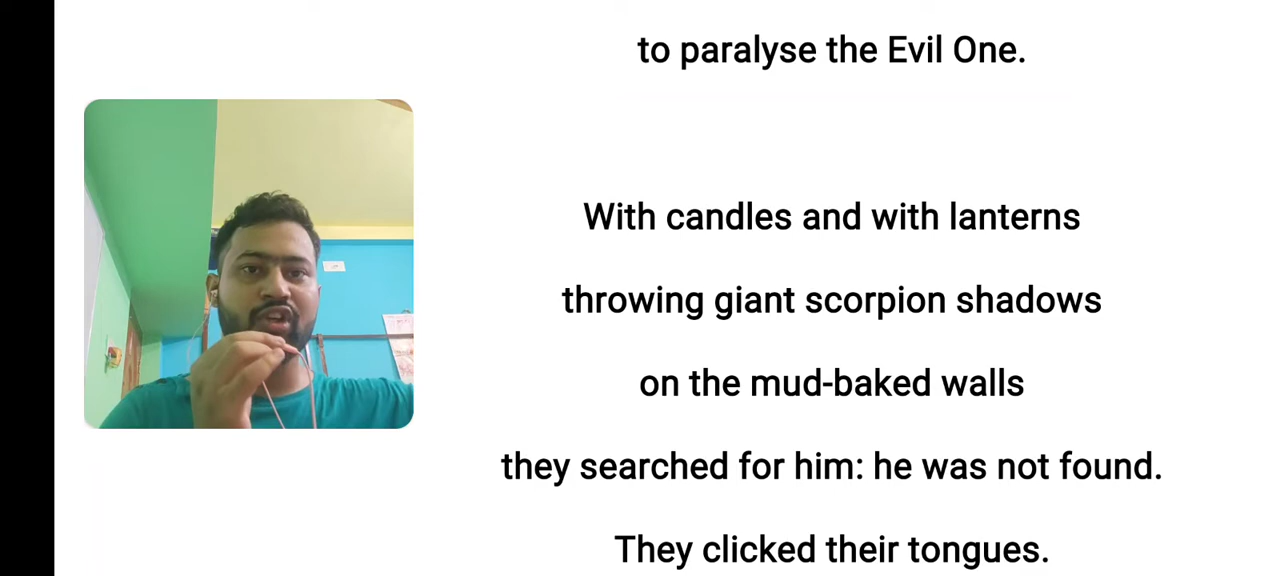 to paralyse the Evil One.
With candles and with lanterns
throwing giant scorpion shadows
on the mud-baked walls
they searched for him: he was not found.
They clicked their tongues.